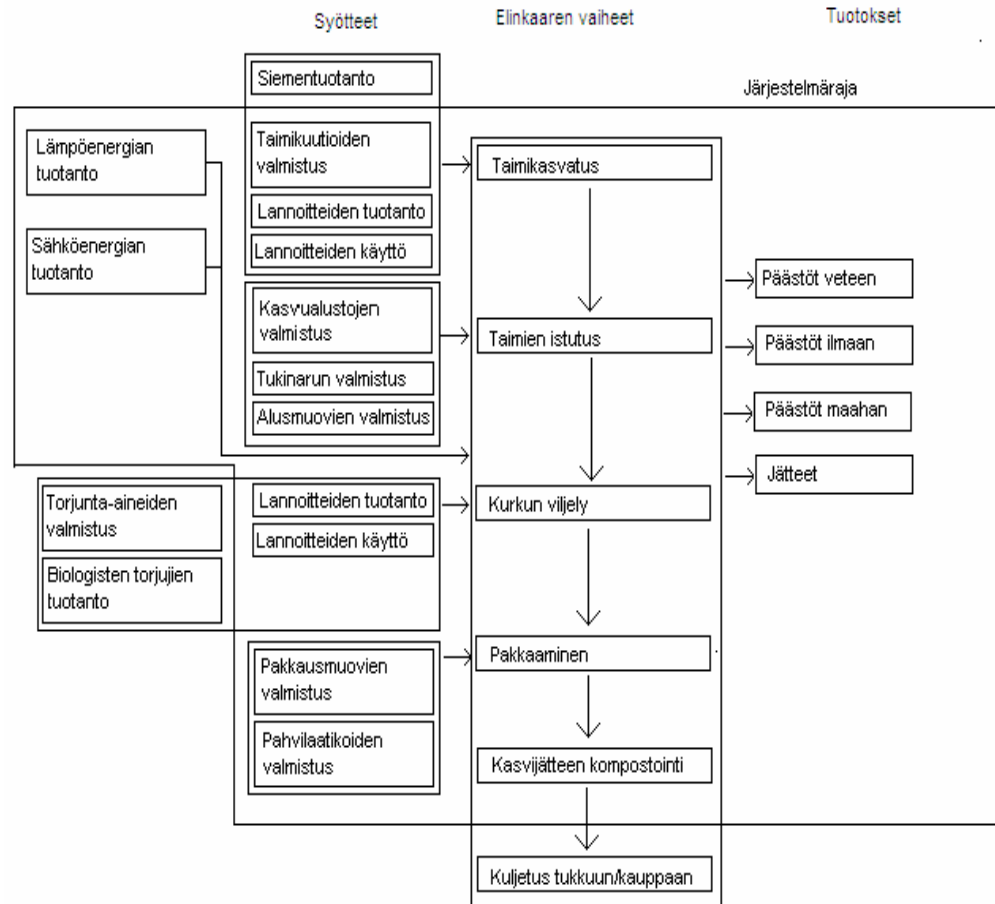 Syötteet
Elinkaaren vaiheet
Tuotokset
Järjestelmäraja
Lämpöenergian
tuotanto
Sähköenergian
tuotanto
Siementuotanto
Taimikuutioiden
valmistus
Lannoitteiden tuotanto
Lannoitteiden käyttö
Kasvualustojen
valmistus
Tukinarun valmistus
Alusmuovien valmistus
Torjunta-aineiden
valmistus
Biologisten torjujien
tuotanto
Lannoitteiden tuotanto
Lannoitteiden käyttö
Pakkausmuovien
valmistus
Pahvilaatikoiden
valmistus
Taimikasvatus
Taimien istutus
Kurkun viljely
Pakkaaminen
Kasvijätteen kompostointi
Kuljetus tukkuun/kauppaan
Päästöt veteen
Päästöt ilmaan
Päästöt maahan
Jätteet